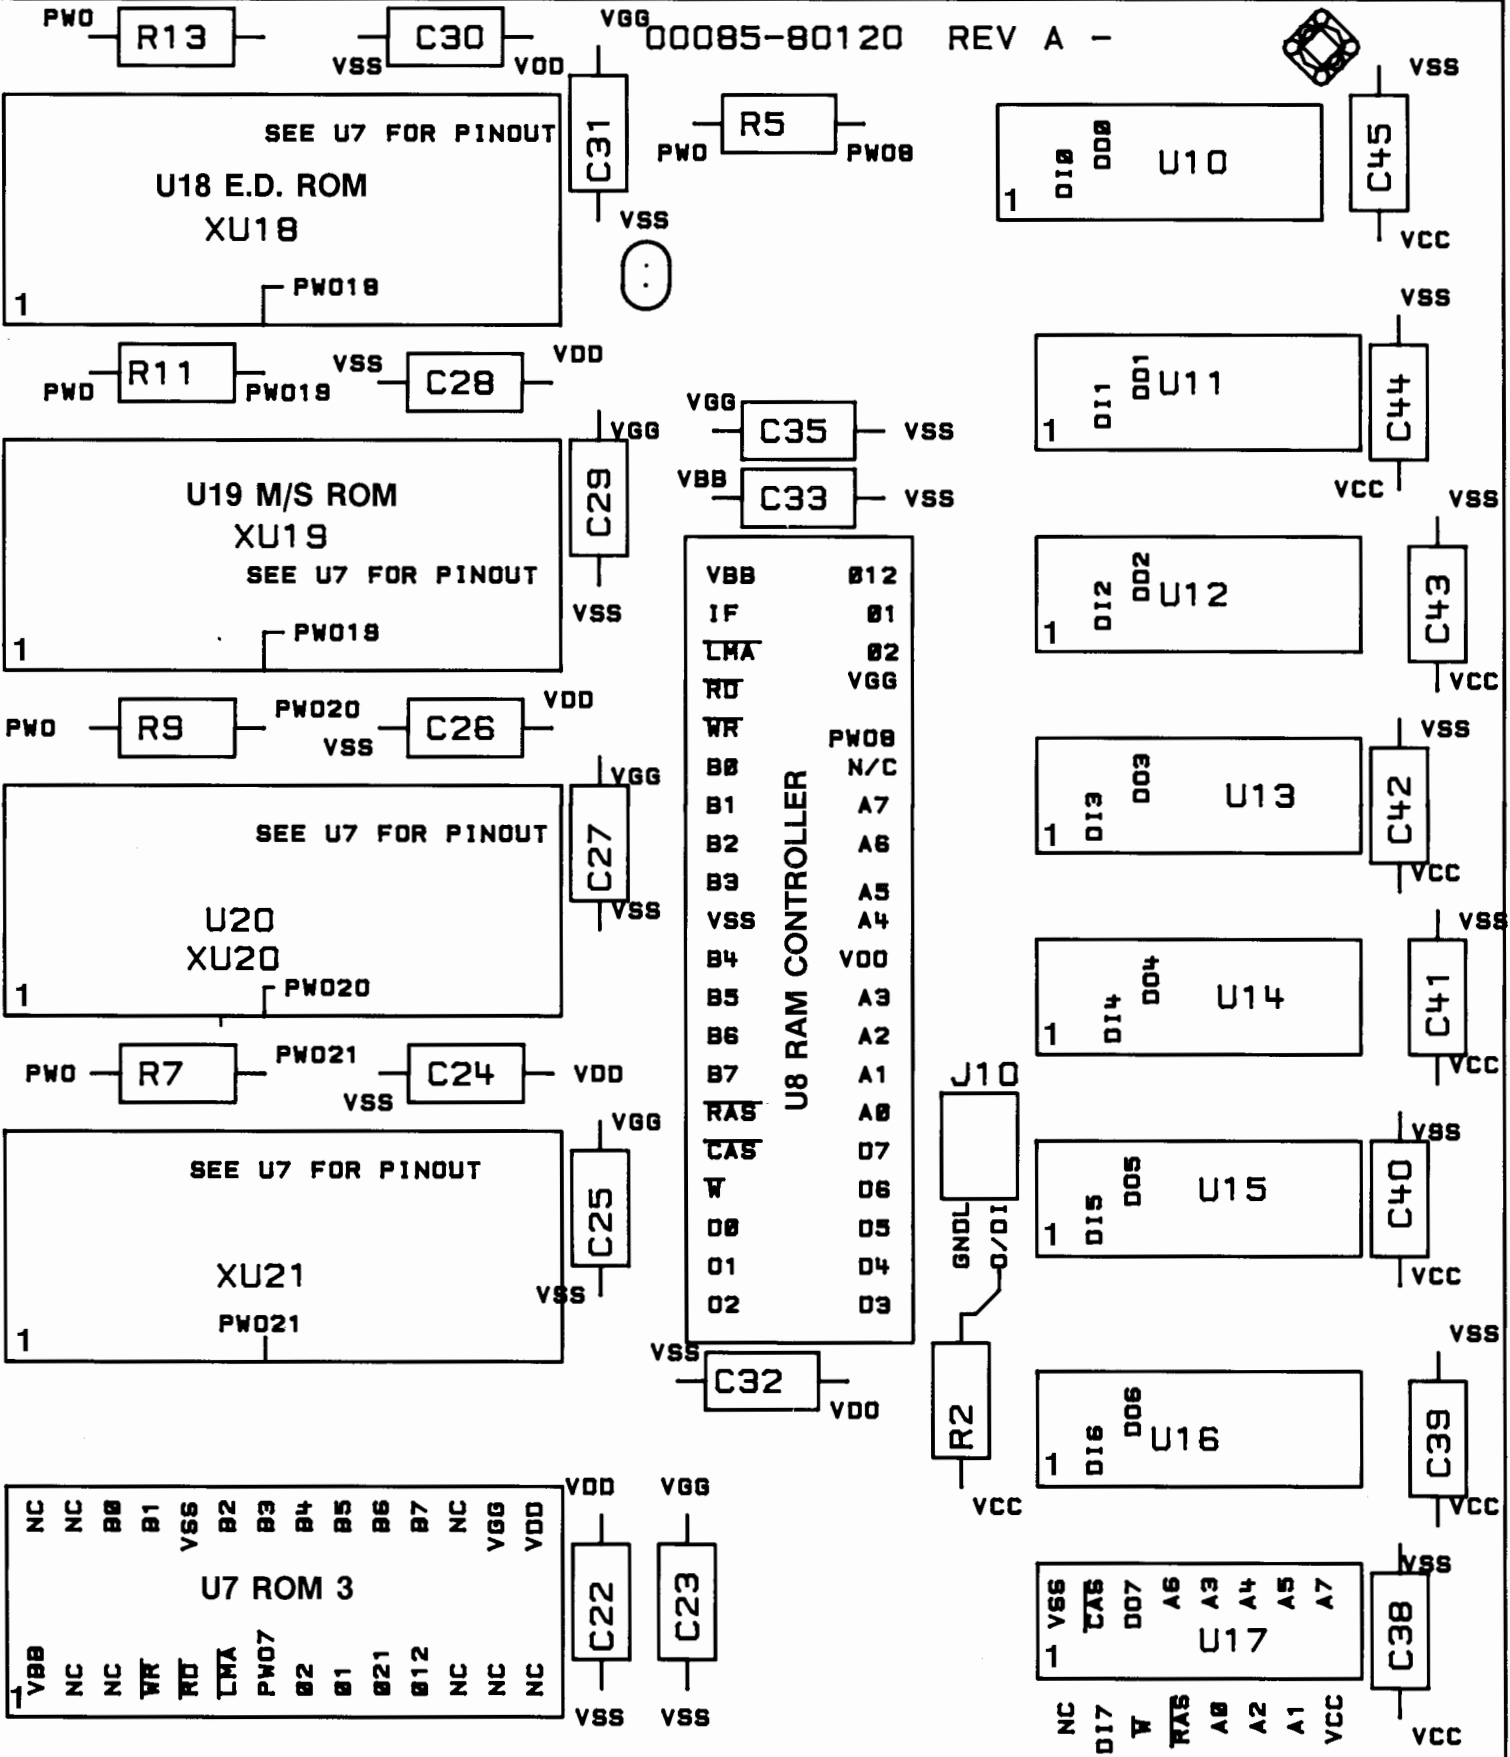 PWO
R13
VSS
C30
VOD
VGG
00085-80120 REV A -
VSS
SEE U7 FOR PINOUT
U18 E.D. ROM
XU18
1
PWO18
C31
VSS
PWO
R5
PWO8
1
DI0
DO0
U10
C45
VCC
PWO
R11
PWO19
VSS
C28
VDD
VGG
U19 M/S ROM
XU19
SEE U7 FOR PINOUT
1
PWO19
C29
VSS
VGG
C35
VSS
VBB
C33
VSS
VSS
1
DI1
DO1
U11
C44
VCC
VSS
1
DI2
DO2
U12
C43
VCC
PWO
R9
PWO20
VSS
C26
VDD
VGG
SEE U7 FOR PINOUT
U20
XU20
1
PWO20
C27
VSS
VBB Ø12
IF Ø1
LMA Ø2
RD VGG
WR PWO8
BØ N/C
B1 A7
B2 A6
B3 A5
VSS A4
B4 VDO
B5 A3
B6 A2
B7 A1
RAS AØ
CAS D7
W D6
DØ D5
O1 D4
O2 D3
U8 RAM CONTROLLER
VSS
1
DI3
DO3
U13
C42
VCC
VSS
1
DI4
DO4
U14
C41
VCC
PWO
R7
PWO21
VSS
C24
VDD
VGG
SEE U7 FOR PINOUT
XU21
PWO21
1
C25
VSS
VSS
C32
VDO
J10
GNDL
O/DI
R2
VCC
VSS
1
DI5
DO5
U15
C40
VCC
VSS
1
DI6
DO6
U16
C39
VCC
NC NC BØ B1 VSS B2 B3 B4 B5 B6 B7 NC VGG VDD
U7 ROM 3
1 VBB NC NC WR RD LMA PWO7 Ø2 Ø1 Ø21 Ø12 NC NC NC
VDD
C22
VSS
VGG
C23
VSS
VSS CAS DO7 A6 A3 A4 A5 A7
1
U17
NC DI7 W RAS AØ A2 A1 VCC
VSS
C38
VCC